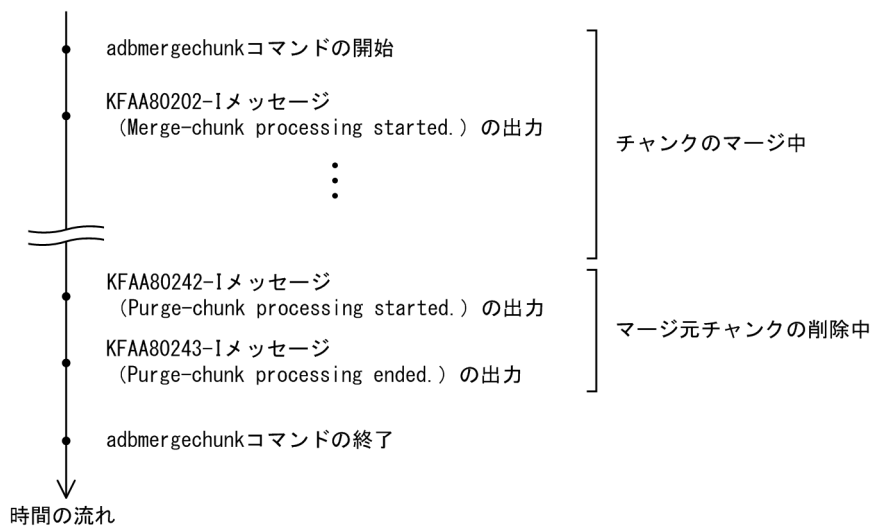 adbmergechunkコマンドの開始
KFAA80202-Iメッセージ
（Merge-chunk processing started.）の出力
チャンクのマージ中
KFAA80242-Iメッセージ
（Purge-chunk processing started.）の出力
マージ元チャンクの削除中
KFAA80243-Iメッセージ
（Purge-chunk processing ended.）の出力
adbmergechunkコマンドの終了
時間の流れ